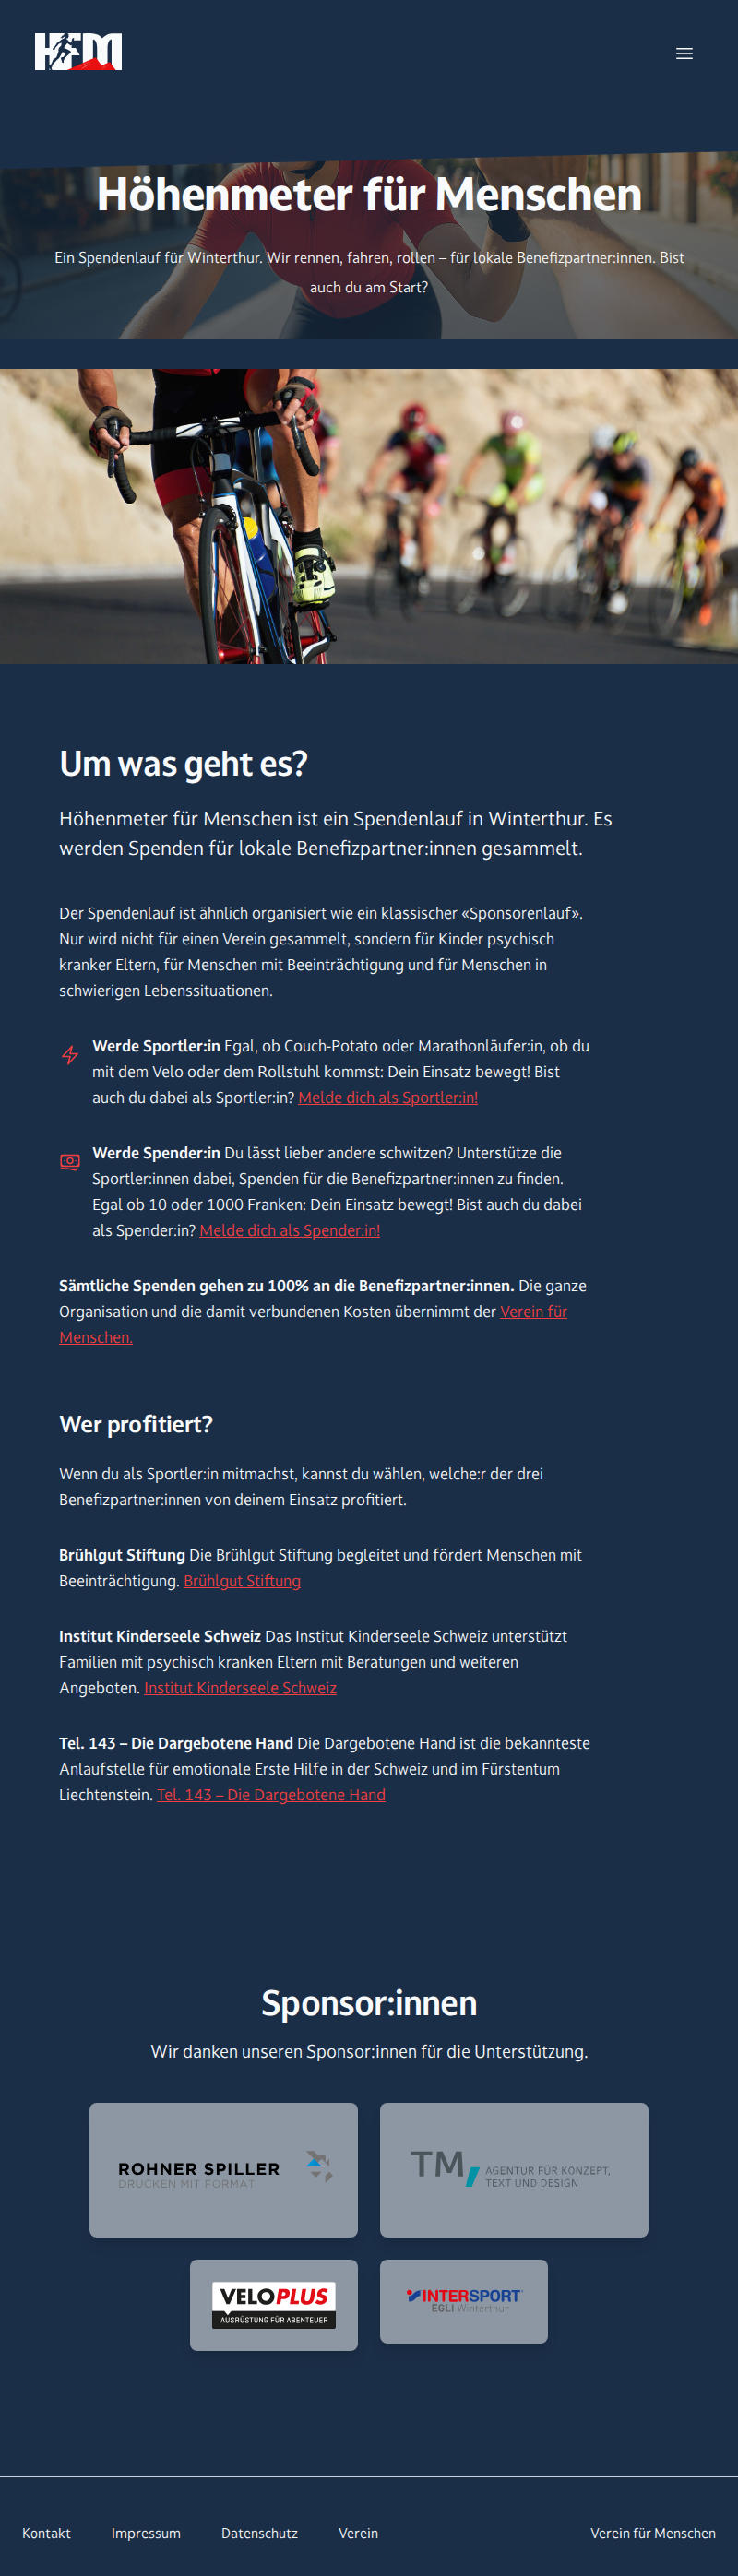 HFM
Höhenmeter für Menschen
Ein Spendenlauf für Winterthur. Wir rennen, fahren, rollen – für lokale Benefizpartner:innen. Bist
auch du am Start?
Um was geht es?
Höhenmeter für Menschen ist ein Spendenlauf in Winterthur. Es
werden Spenden für lokale Benefizpartner:innen gesammelt.
Der Spendenlauf ist ähnlich organisiert wie ein klassischer «Sponsorenlauf».
Nur wird nicht für einen Verein gesammelt, sondern für Kinder psychisch
kranker Eltern, für Menschen mit Beeinträchtigung und für Menschen in
schwierigen Lebenssituationen.
Werde Sportler:in Egal, ob Couch-Potato oder Marathonläufer:in, ob du
mit dem Velo oder dem Rollstuhl kommst: Dein Einsatz bewegt! Bist
auch du dabei als Sportler:in? Melde dich als Sportler:in!
Werde Spender:in Du lässt lieber andere schwitzen? Unterstütze die
Sportler:innen dabei, Spenden für die Benefizpartner:innen zu finden.
Egal ob 10 oder 1000 Franken: Dein Einsatz bewegt! Bist auch du dabei
als Spender:in? Melde dich als Spender:in!
Sämtliche Spenden gehen zu 100% an die Benefizpartner:innen. Die ganze
Organisation und die damit verbundenen Kosten übernimmt der Verein für
Menschen.
Wer profitiert?
Wenn du als Sportler:in mitmachst, kannst du wählen, welche:r der drei
Benefizpartner:innen von deinem Einsatz profitiert.
Brühlgut Stiftung Die Brühlgut Stiftung begleitet und fördert Menschen mit
Beeinträchtigung. Brühlgut Stiftung
Institut Kinderseele Schweiz Das Institut Kinderseele Schweiz unterstützt
Familien mit psychisch kranken Eltern mit Beratungen und weiteren
Angeboten. Institut Kinderseele Schweiz
Tel. 143 – Die Dargebotene Hand Die Dargebotene Hand ist die bekannteste
Anlaufstelle für emotionale Erste Hilfe in der Schweiz und im Fürstentum
Liechtenstein. Tel. 143 – Die Dargebotene Hand
Sponsor:innen
Wir danken unseren Sponsor:innen für die Unterstützung.
ROHNER SPILLER
DRUCKEN MIT FORMAT
TM,
AGENTUR FÜR KONZEPT,
TEXT UND DESIGN
VELOPLUS
AUSRÜSTUNG FÜR ABENTEUER
INTERSPORT
EGLI Winterthur
Kontakt Impressum Datenschutz Verein Verein für Menschen